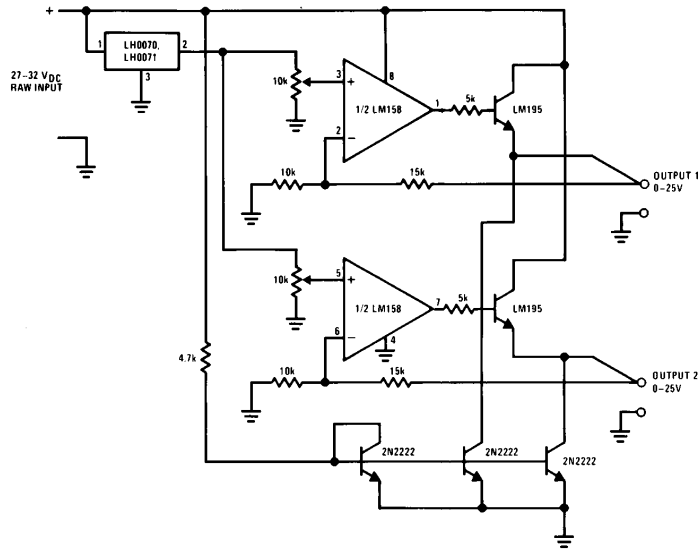 +
1
LH0070,
LH0071
2
3
27–32 VDC
RAW INPUT
10k
3
+
8
1/2 LM158
1
5k
LM195
2
–
10k
15k
OUTPUT 1
0–25V
10k
5
+
1/2 LM158
7
5k
LM195
6
–
4
4.7k
10k
15k
OUTPUT 2
0–25V
2N2222
2N2222
2N2222